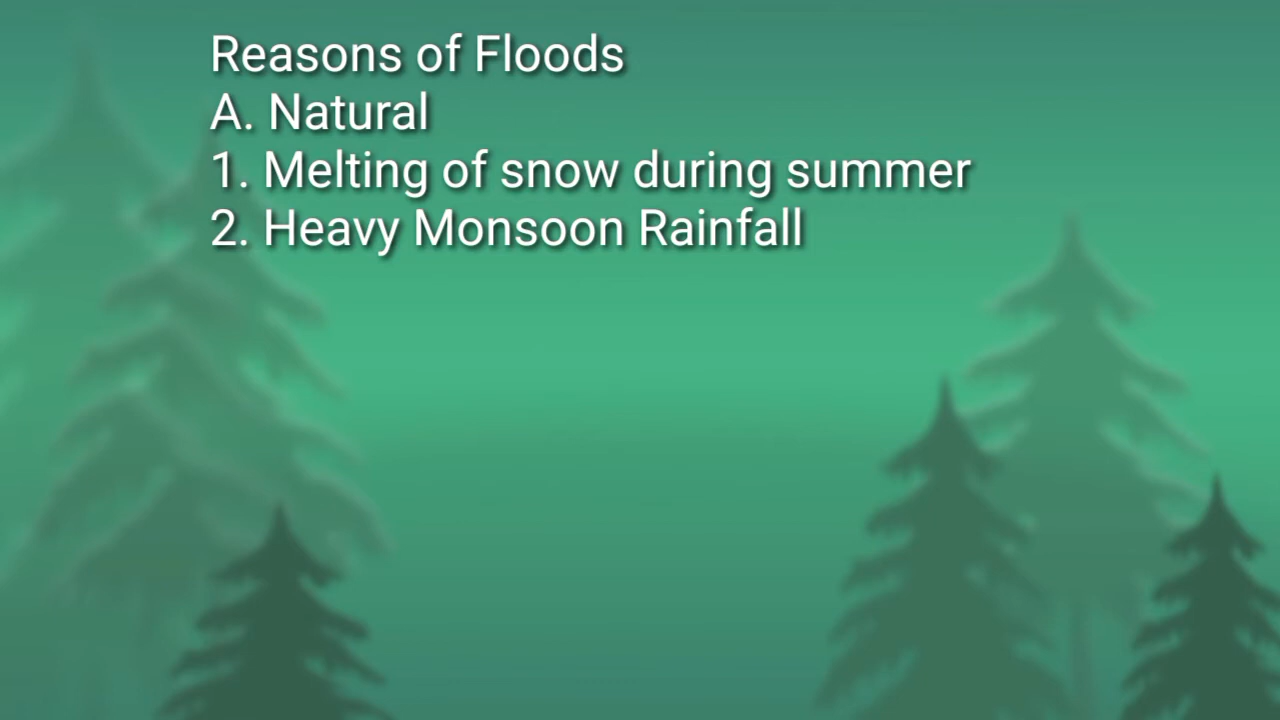 Reasons of Floods
A. Natural
1. Melting of snow during summer
2. Heavy Monsoon Rainfall